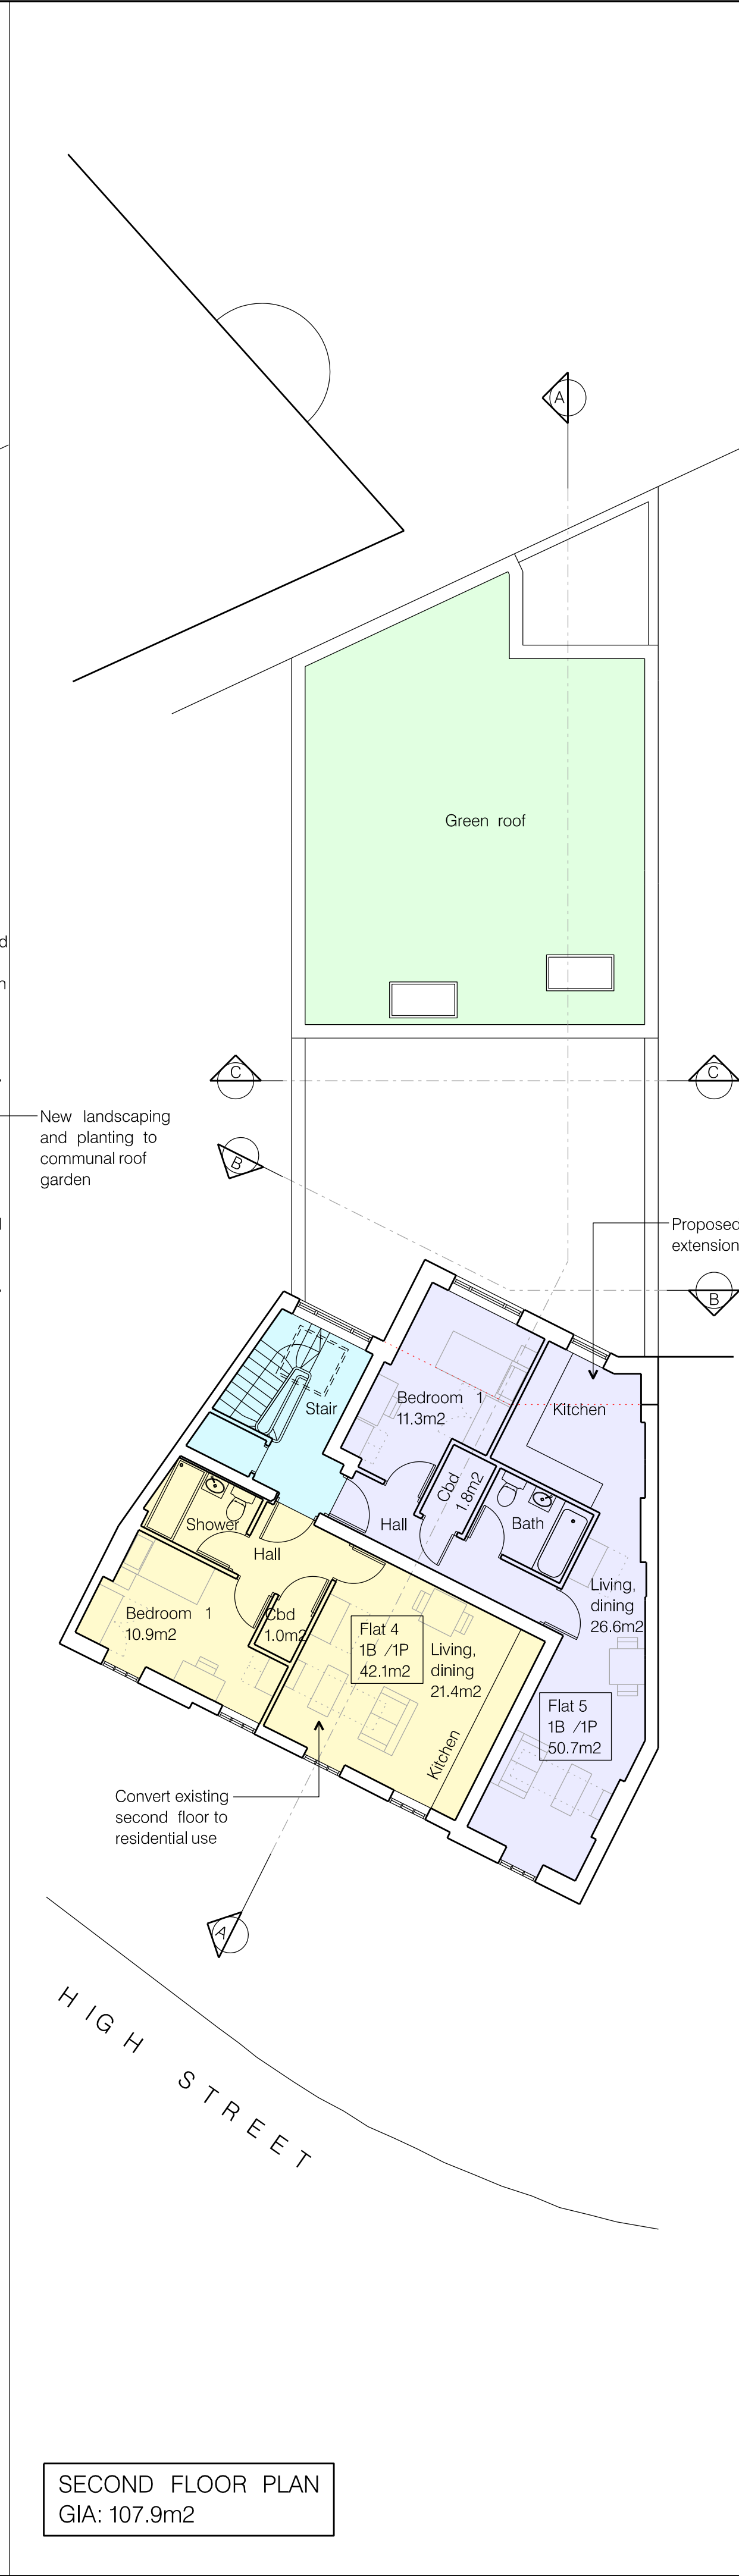 A
Green roof
d
n
C
C
New landscaping
and planting to
communal roof
garden
B
Proposed
extension
B
Stair
Bedroom 1
11.3m2
Kitchen
Cbd
1.8m2
Shower
Hall
Bath
Hall
Bedroom 1
10.9m2
Cbd
1.0m2
Flat 4
1B /1P
42.1m2
Living,
dining
21.4m2
Living,
dining
26.6m2
Kitchen
Flat 5
1B /1P
50.7m2
Convert existing
second floor to
residential use
A
HIGH STREET
SECOND FLOOR PLAN
GIA: 107.9m2